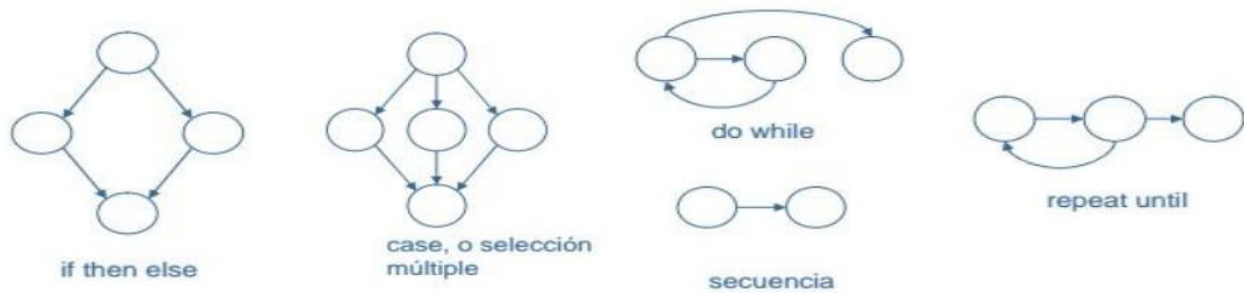 if then else
case, o selección
múltiple
do while
secuencia
repeat until